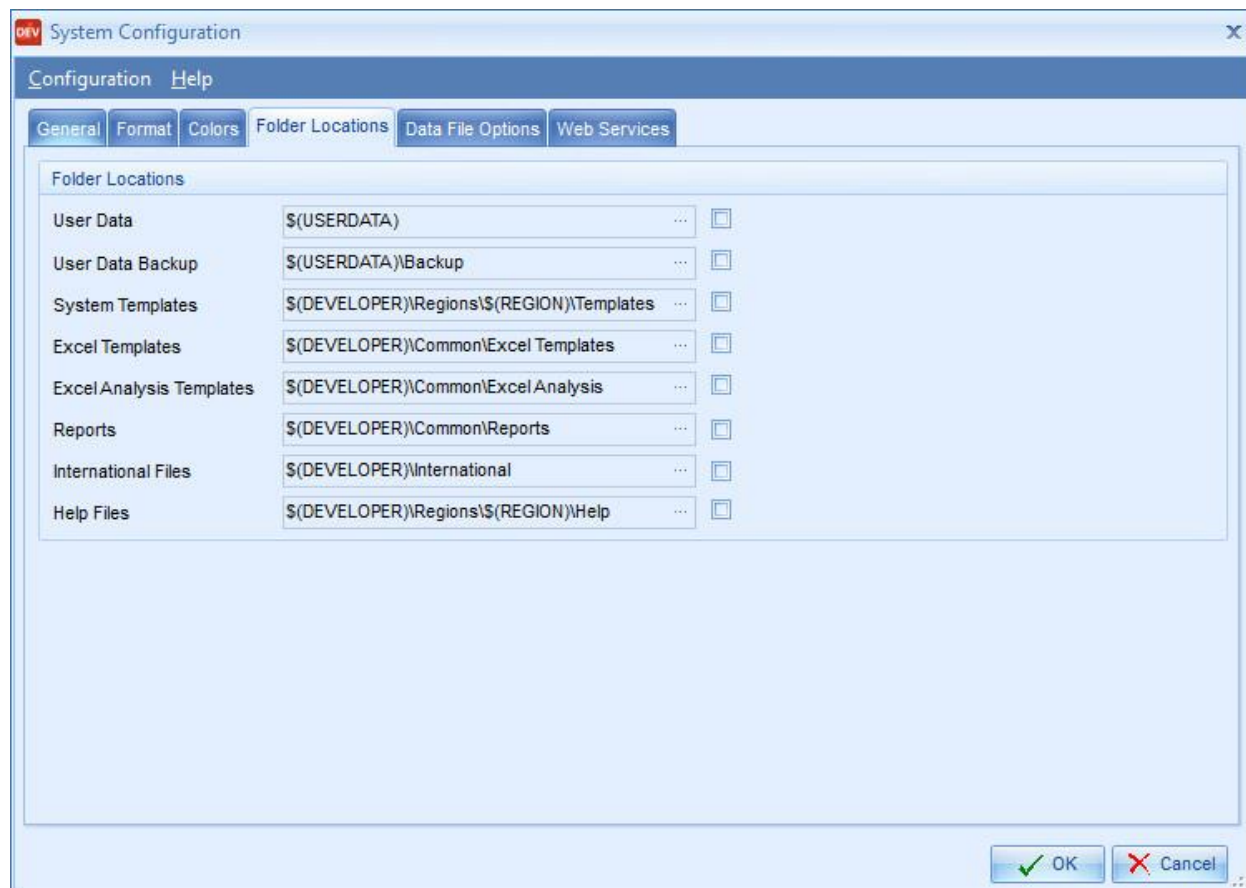 DEV System Configuration
Configuration Help
General Format Colors Folder Locations Data File Options Web Services
Folder Locations
User Data $(USERDATA) ...
User Data Backup $(USERDATA)\Backup ...
System Templates $(DEVELOPER)\Regions\$(REGION)\Templates ...
Excel Templates $(DEVELOPER)\Common\Excel Templates ...
Excel Analysis Templates $(DEVELOPER)\Common\Excel Analysis ...
Reports $(DEVELOPER)\Common\Reports ...
International Files $(DEVELOPER)\International ...
Help Files $(DEVELOPER)\Regions\$(REGION)\Help ...
OK Cancel